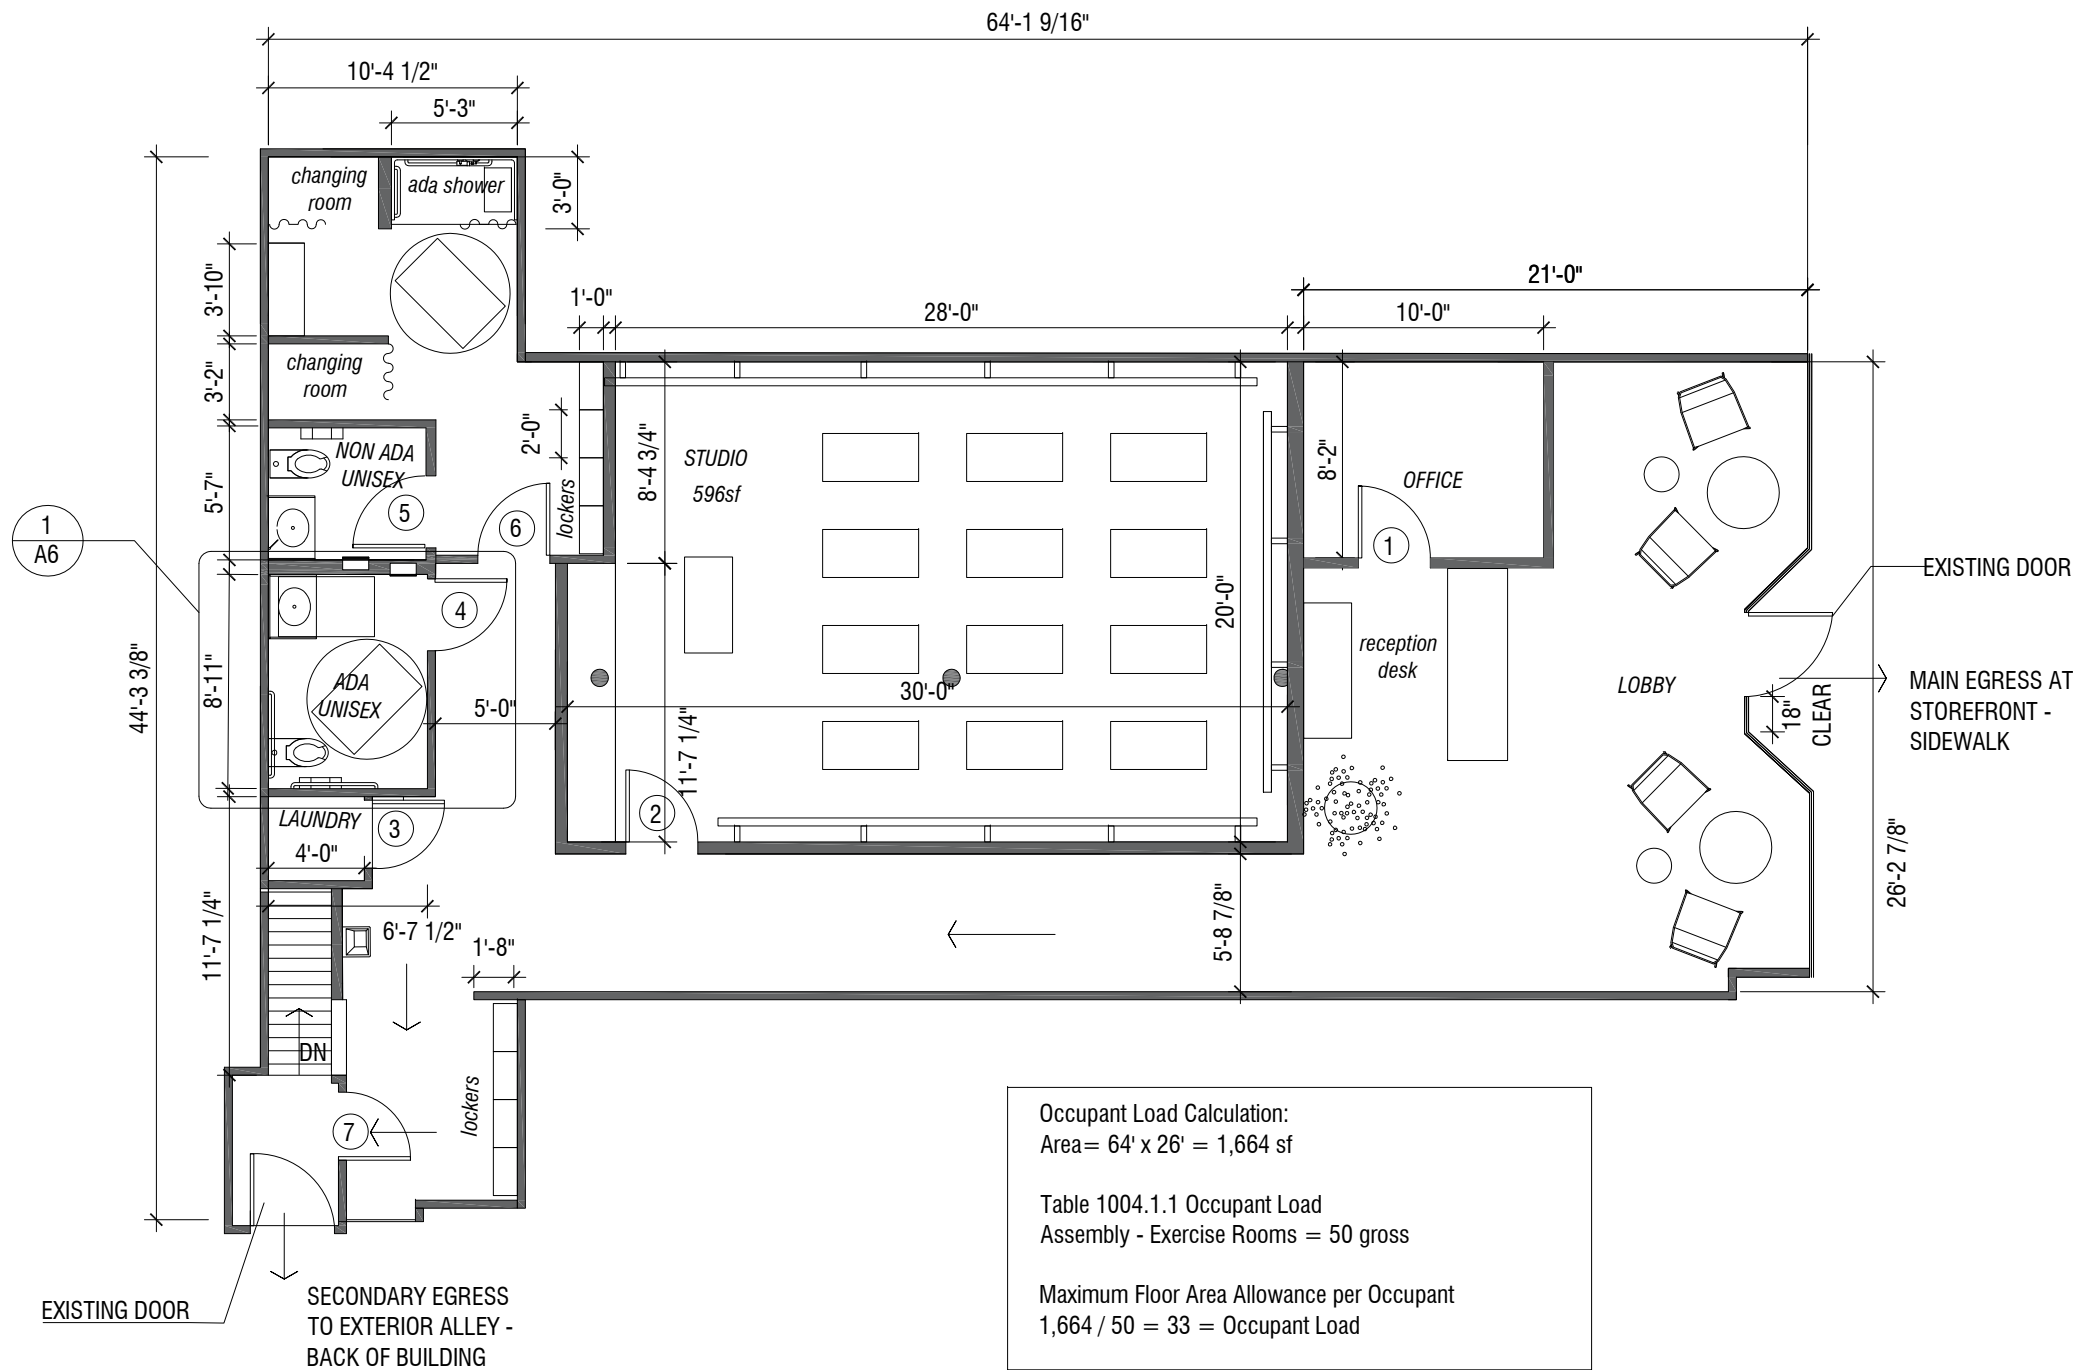 64'-1 9/16"
10'-4 1/2"
5'-3"
changing
room
ada shower
3'-0"
3'-10"
3'-2"
changing
room
1'-0"
28'-0"
21'-0"
10'-0"
NON ADA
UNISEX
5'-7"
5
6
2'-0"
lockers
8'-4 3/4"
STUDIO
596sf
8'-2"
OFFICE
1
1
A6
EXISTING DOOR
4
44'-3 3/8"
8'-11"
ADA
UNISEX
5'-0"
20'-0"
30'-0"
11'-7 1/4"
2
reception
desk
LOBBY
18"
CLEAR
MAIN EGRESS AT
STOREFRONT -
SIDEWALK
LAUNDRY
3
4'-0"
6'-7 1/2"
11'-7 1/4"
1'-8"
5'-8 7/8"
26'-2 7/8"
DN
lockers
7
EXISTING DOOR
SECONDARY EGRESS
TO EXTERIOR ALLEY -
BACK OF BUILDING
Occupant Load Calculation:
Area= 64' x 26' = 1,664 sf
Table 1004.1.1 Occupant Load
Assembly - Exercise Rooms = 50 gross
Maximum Floor Area Allowance per Occupant
1,664 / 50 = 33 = Occupant Load